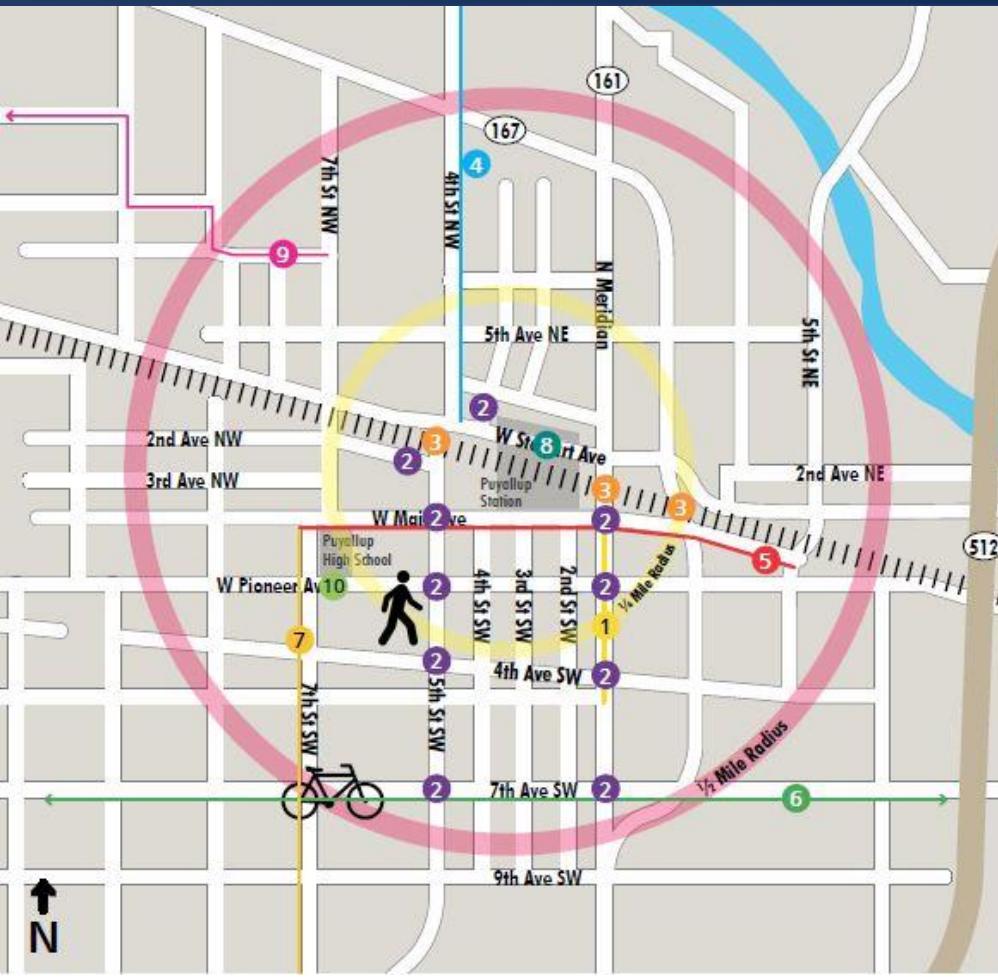 161
167
4
7th St NW
4th St NW
9
N Meridian
5th Ave NE
5th St NE
2
3
W St rt Ave
8
2nd Ave NW
2
3rd Ave NW
Puyallup
Station
3
3
2nd Ave NE
W Mai ve
2
2
512
Puyallup
High School
5
W Pioneer Av
10
2
2
¼ Mile Radius
4th St SW
3rd St SW
2nd St SW
1
7
2
4th Ave SW
2
7th St SW
5th St SW
½ Mile Radius
2
7th Ave SW
2
6
9th Ave SW
N